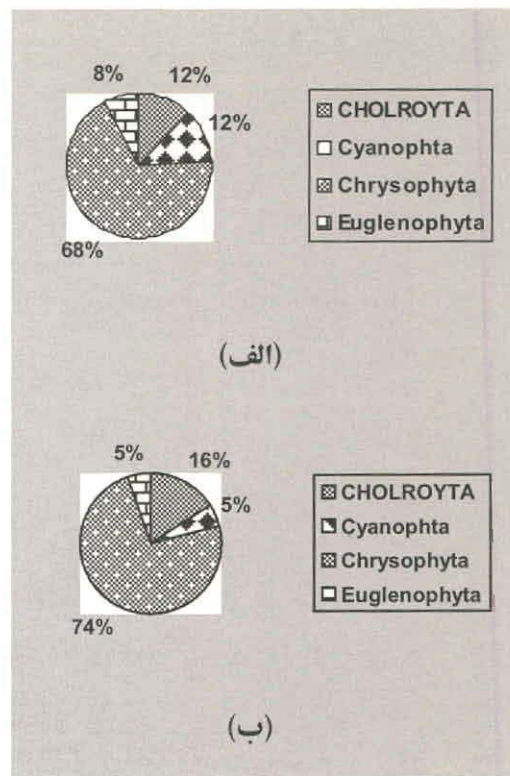 8% 12%
12%
68%
CHOLROYTA
Cyanophta
Chrysophyta
Euglenophyta
(الف)
5% 16%
5%
74%
CHOLROYTA
Cyanophta
Chrysophyta
Euglenophyta
(ب)